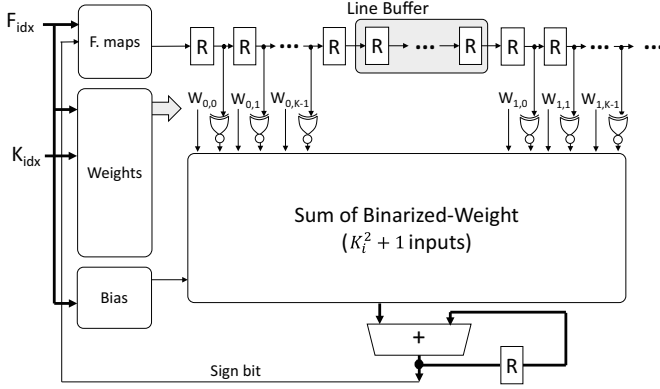 Line Buffer
F_idx
F. maps
R R ... R R ... R R R ... ...
W_0,0 W_0,1 W_0,K-1 W_1,0 W_1,1 W_1,K-1
K_idx
Weights
Sum of Binarized-Weight
(K_i^2 + 1 inputs)
Bias
+
R
Sign bit